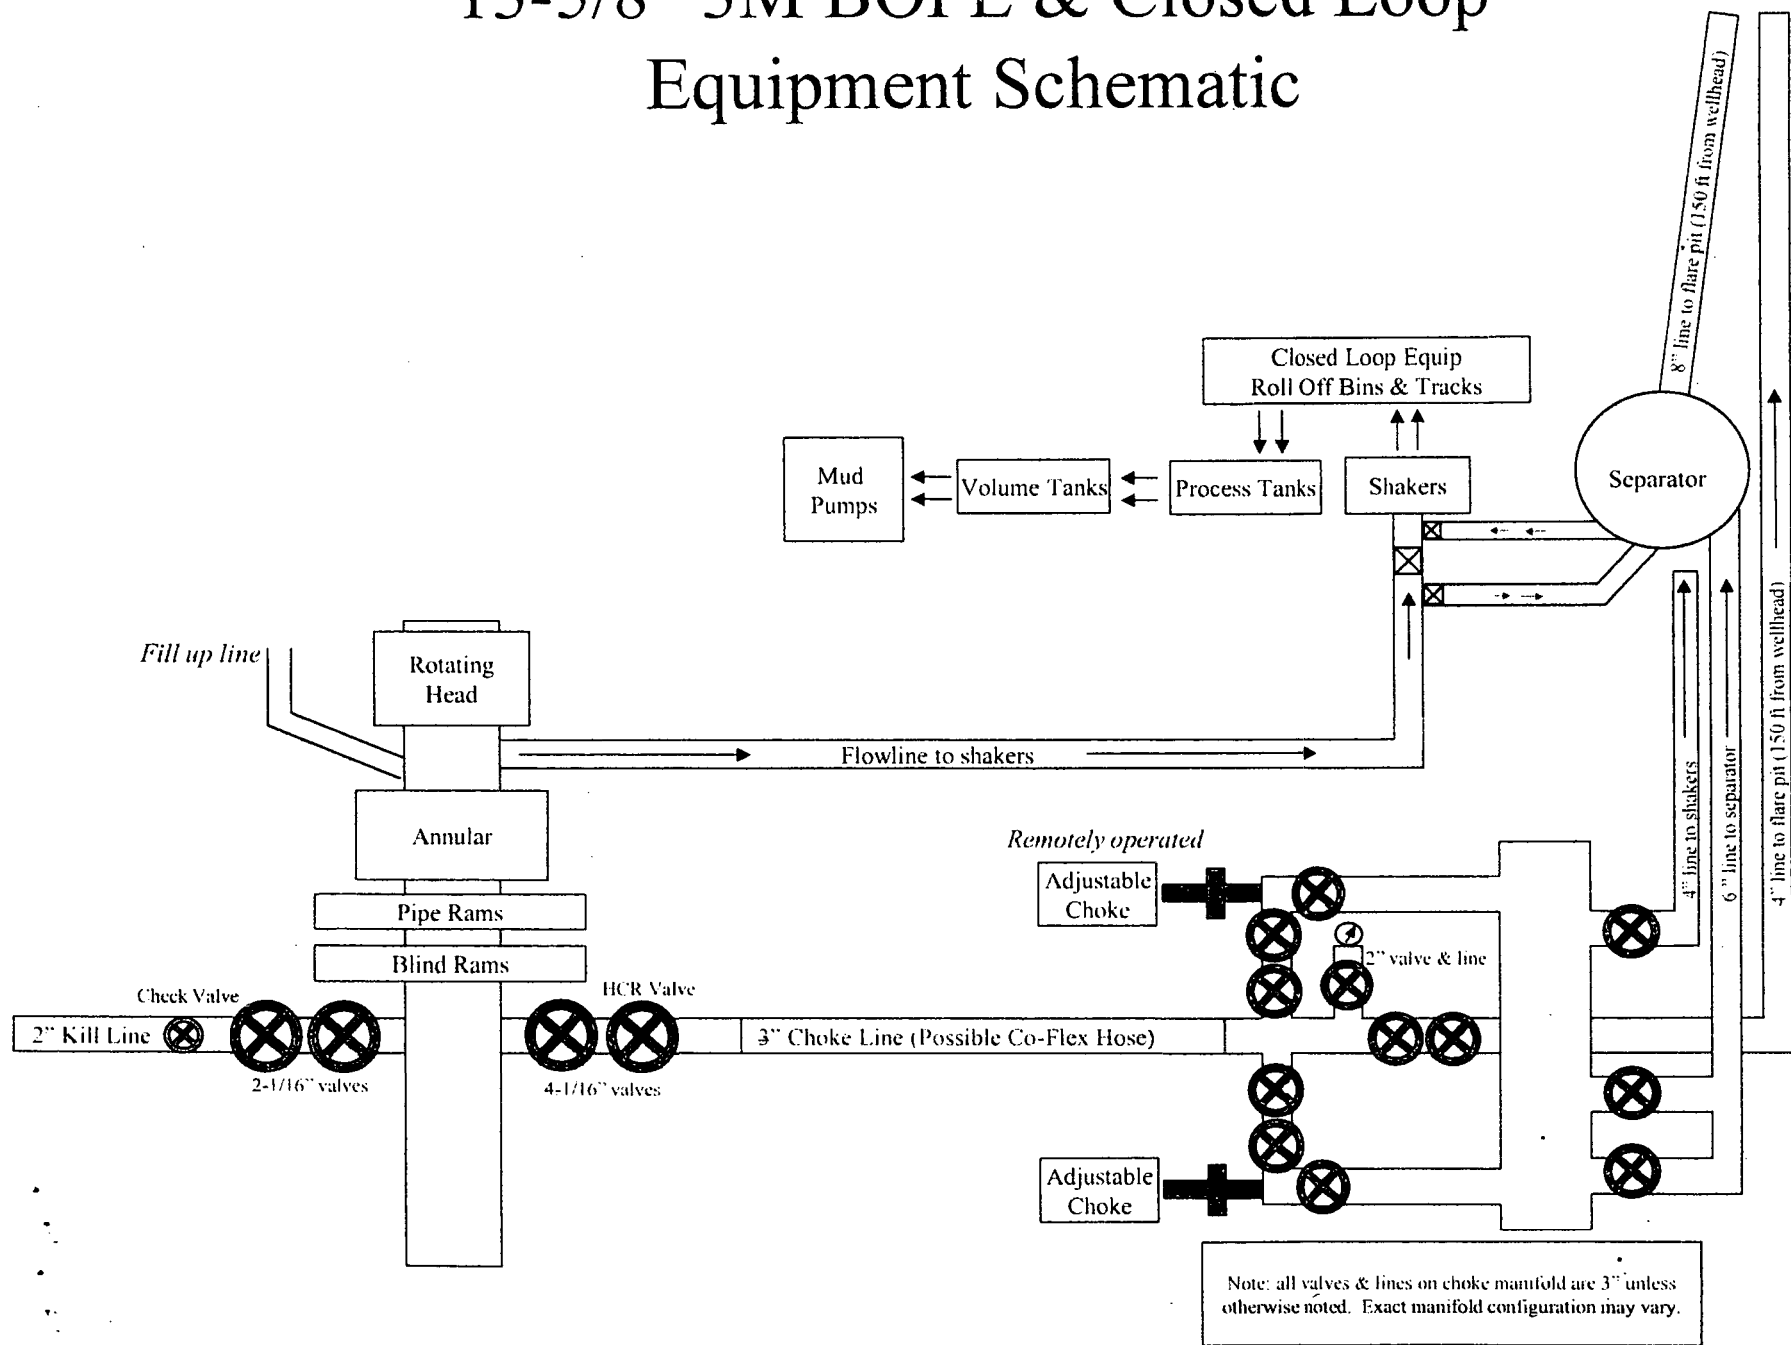 Equipment Schematic
8" line to flare pit (150 ft from wellhead)
Closed Loop Equip
Roll Off Bins & Tracks
Mud
Pumps
Volume Tanks
Process Tanks
Shakers
Separator
Fill up line
Rotating
Head
Flowline to shakers
4" line to shakers
6" line to separator
4" line to flare pit (150 ft from wellhead)
Annular
Remotely operated
Adjustable
Choke
Pipe Rams
Blind Rams
2" valve & line
Check Valve
HCR Valve
2" Kill Line
3" Choke Line (Possible Co-Flex Hose)
2-1/16" valves
4-1/16" valves
Adjustable
Choke
Note: all valves & lines on choke manifold are 3" unless
otherwise noted. Exact manifold configuration may vary.